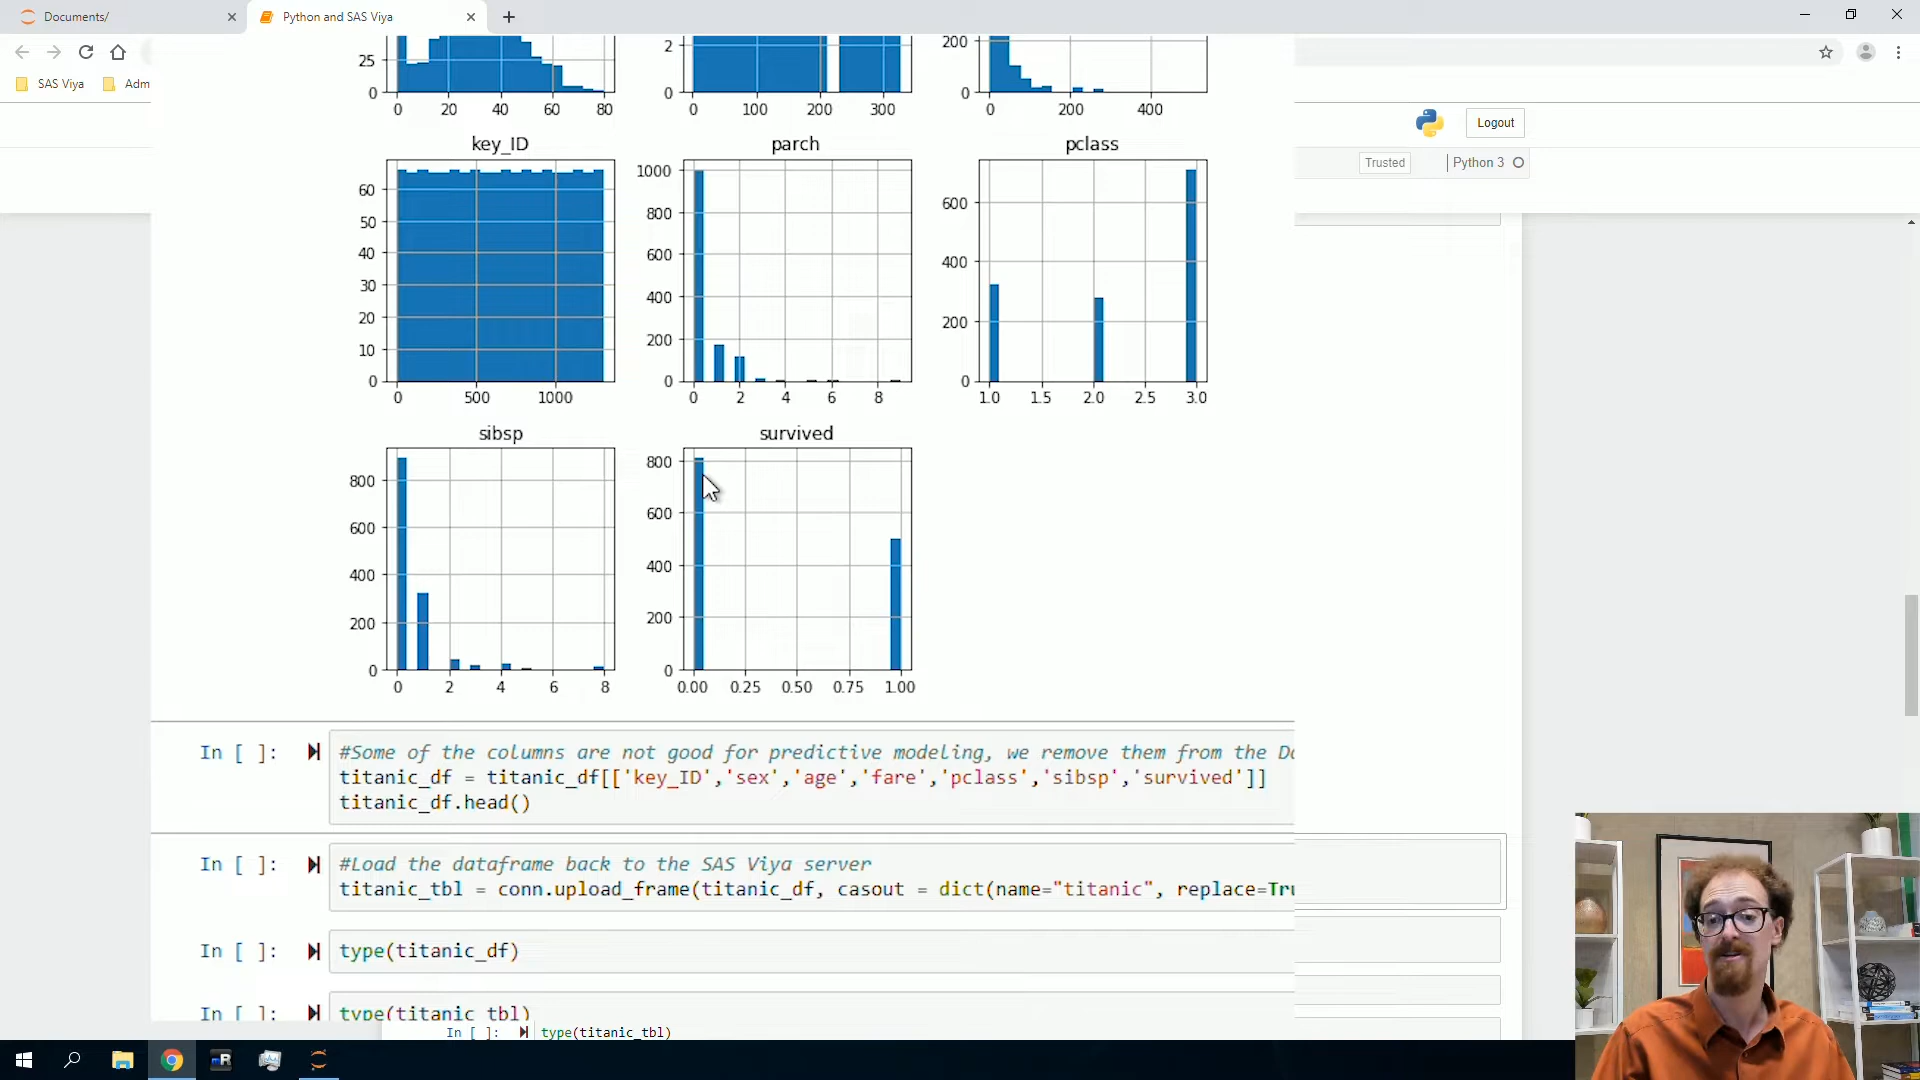 Documents/
Python and SAS Viya
SAS Viya
Adm
Logout
Trusted
Python 3
25
0
0 20 40 60 80
2
0
0 100 200 300
200
0
0 200 400
key_ID
60
50
40
30
20
10
0
0 500 1000
parch
1000
800
600
400
200
0
0 2 4 6 8
pclass
600
400
200
0
1.0 1.5 2.0 2.5 3.0
sibsp
800
600
400
200
0
0 2 4 6 8
survived
800
600
400
200
0
0.00 0.25 0.50 0.75 1.00
In [ ]: #Some of the columns are not good for predictive modeling, we remove them from the Da
titanic_df = titanic_df[['key_ID','sex','age','fare','pclass','sibsp','survived']]
titanic_df.head()
In [ ]: #Load the dataframe back to the SAS Viya server
titanic_tbl = conn.upload_frame(titanic_df, casout = dict(name="titanic", replace=Tru
In [ ]: type(titanic_df)
In [ ]: type(titanic_tbl)
In [ ]: type(titanic_tbl)
R